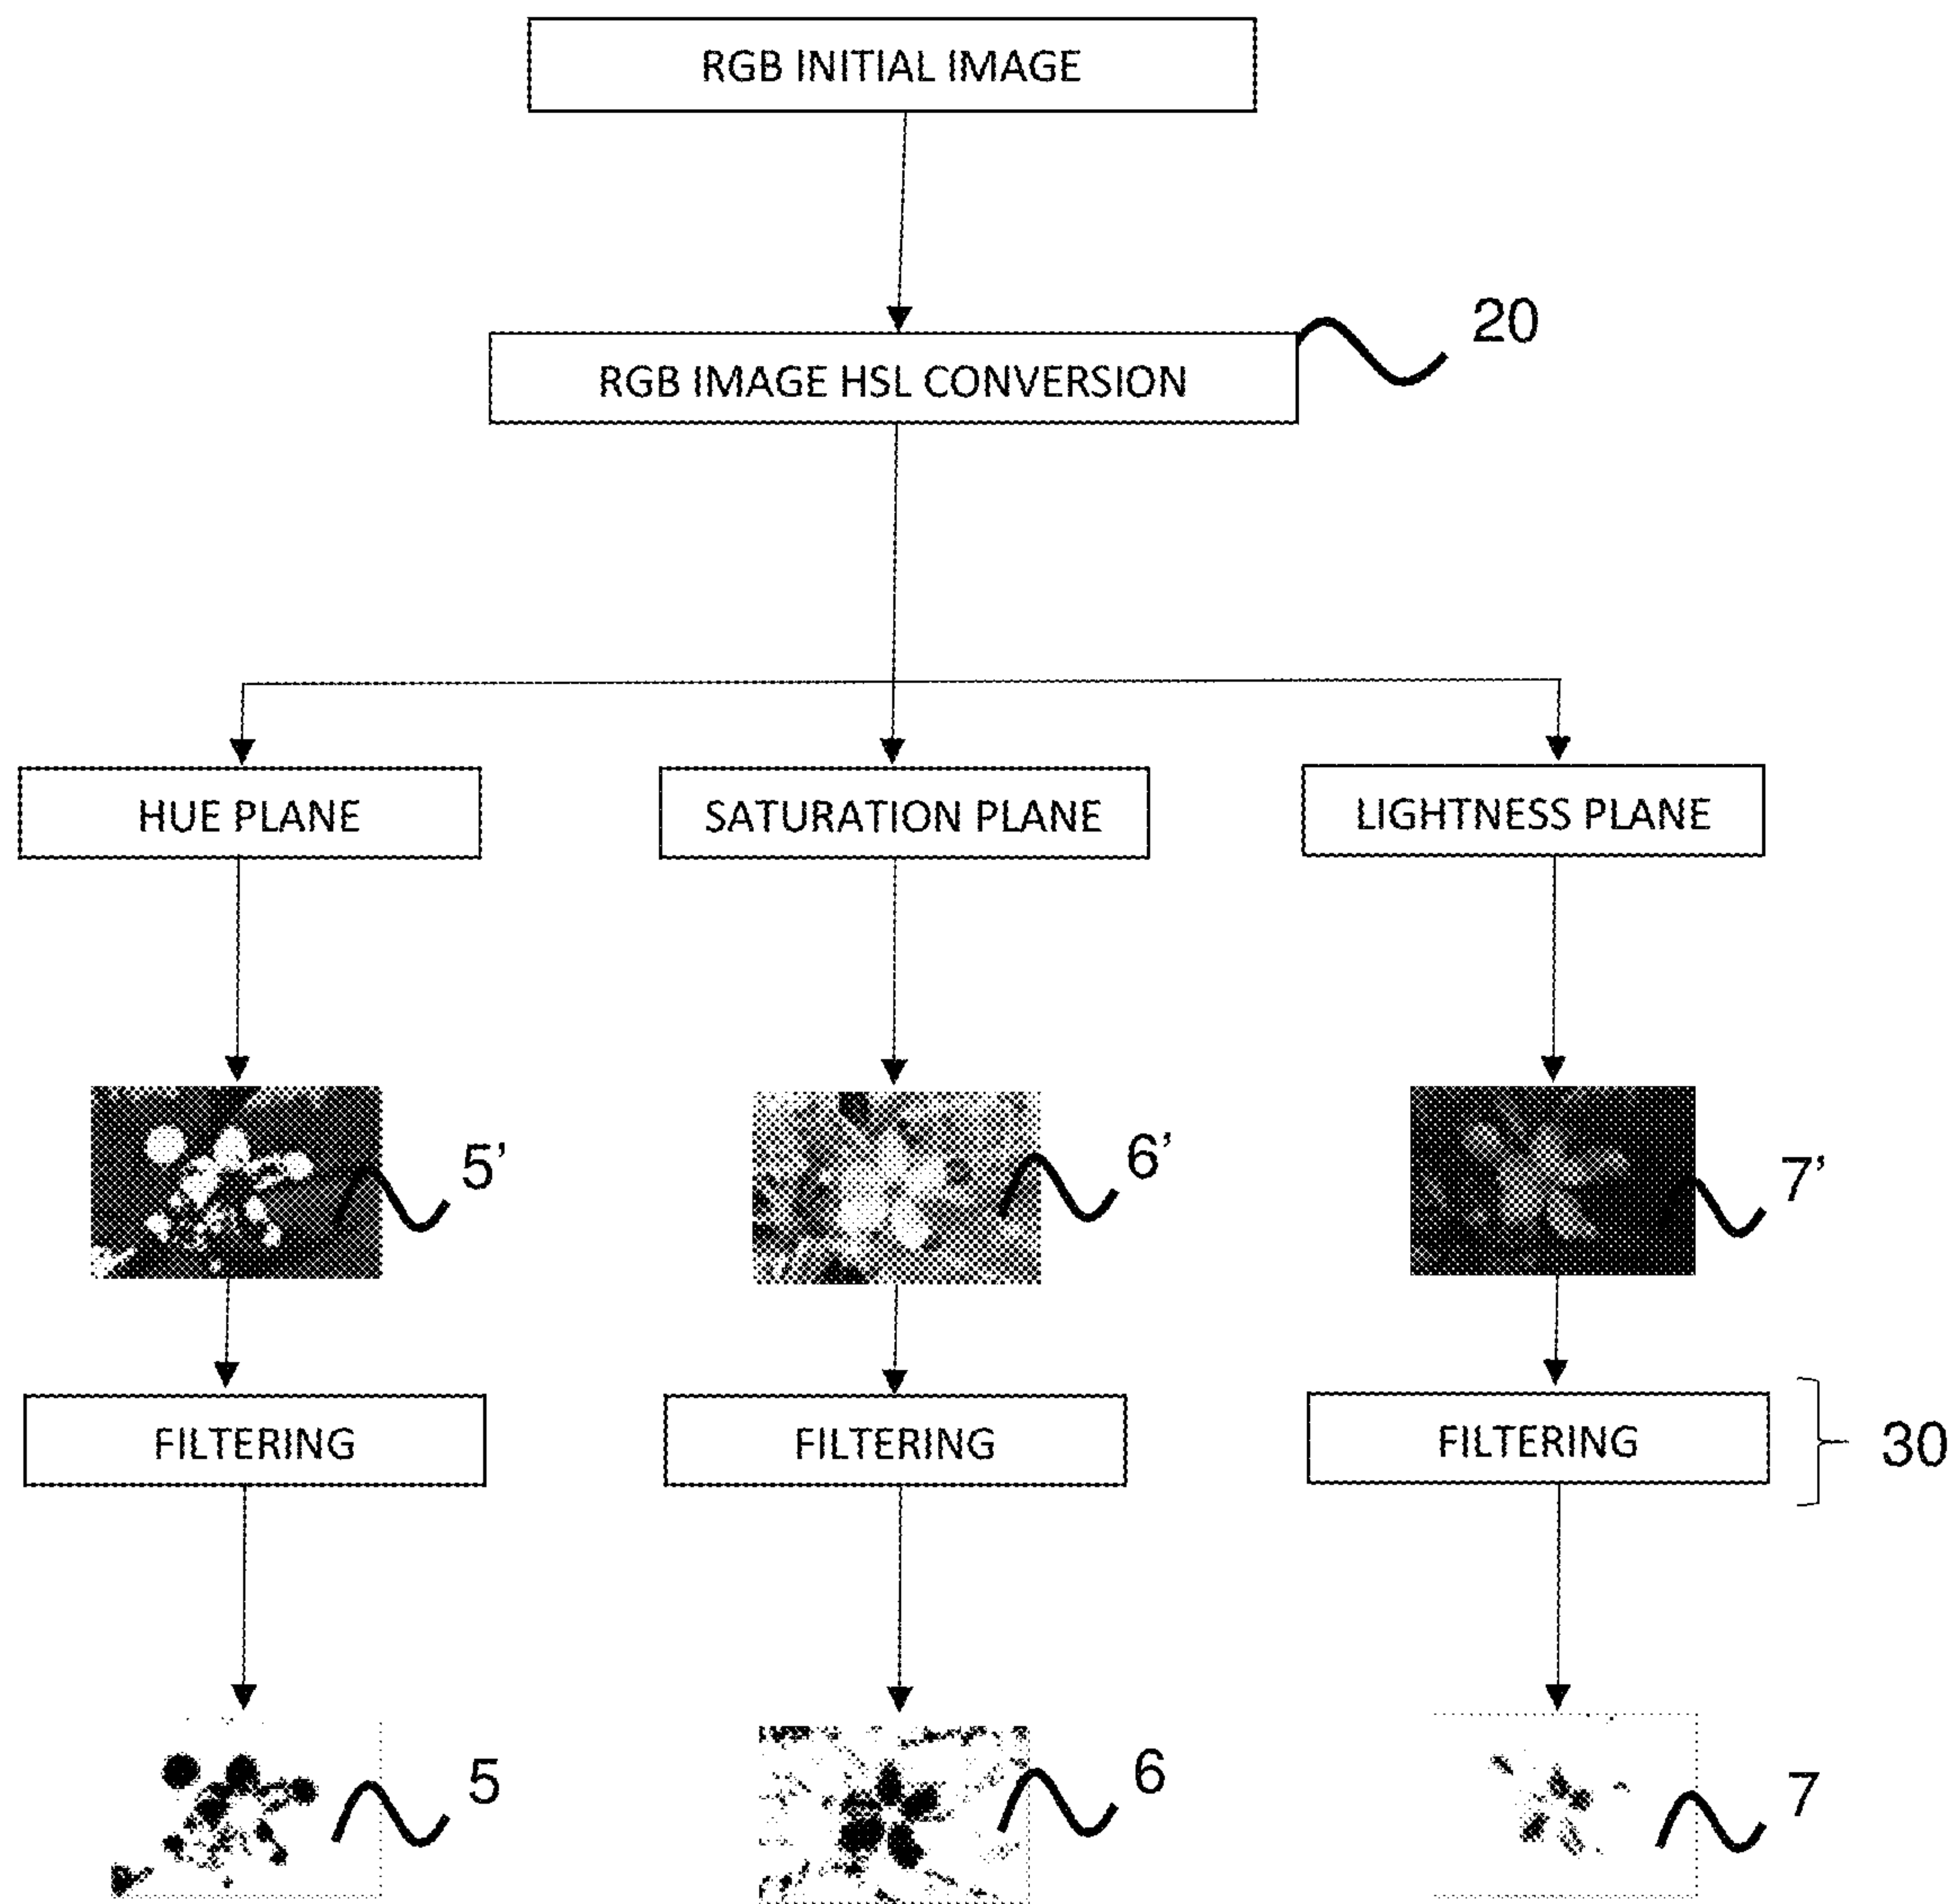 RGB INITIAL IMAGE
RGB IMAGE HSL CONVERSION
20
HUE PLANE
SATURATION PLANE
LIGHTNESS PLANE
5’
6’
7’
FILTERING
FILTERING
FILTERING
30
5
6
7